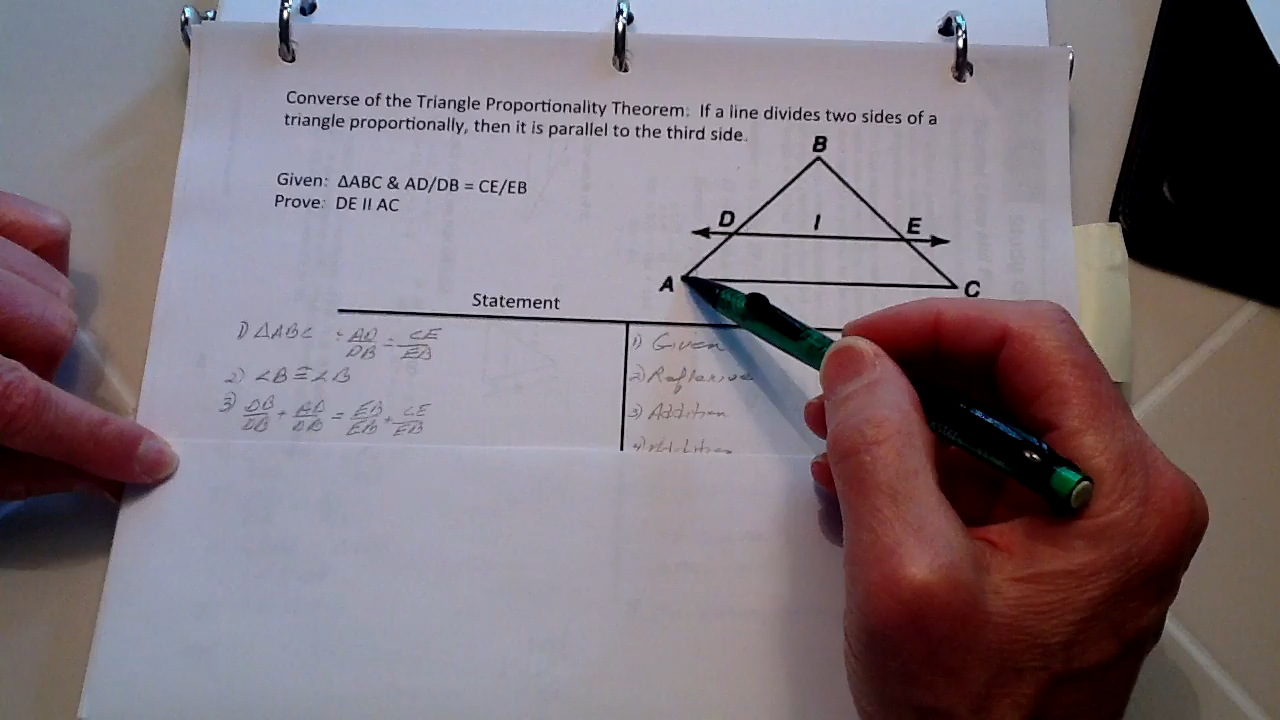 Converse of the Triangle Proportionality Theorem: If a line divides two sides of a
triangle proportionally, then it is parallel to the third side.
B
Given: ΔABC & AD/DB = CE/EB
Prove: DE II AC
D l E
A C
Statement
1) ΔABC : AD/DB = CE/EB
1) Given
2) ∠B ≅ ∠B
2) Reflexive
3) DB/DB + AD/DB = EB/EB + CE/EB
3) Addition
4) Addition